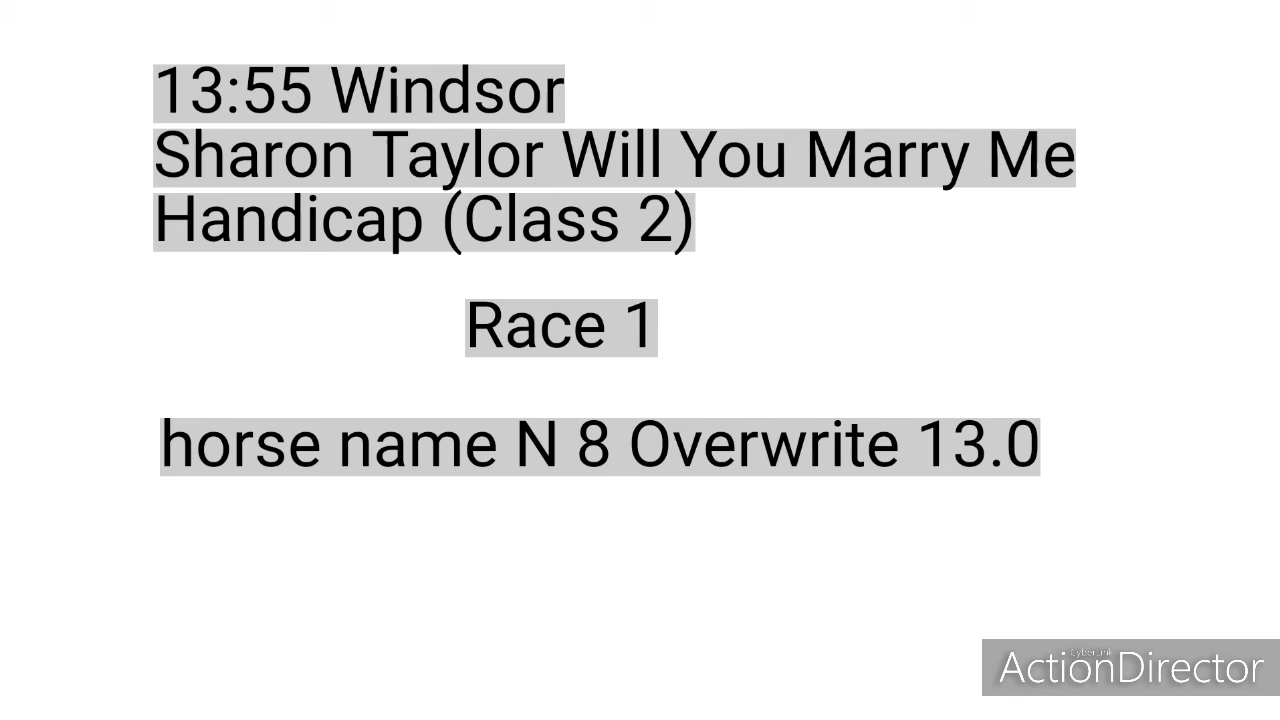 13:55 Windsor
Sharon Taylor Will You Marry Me
Handicap (Class 2)
Race 1
horse name N 8 Overwrite 13.0
CyberLink
ActionDirector